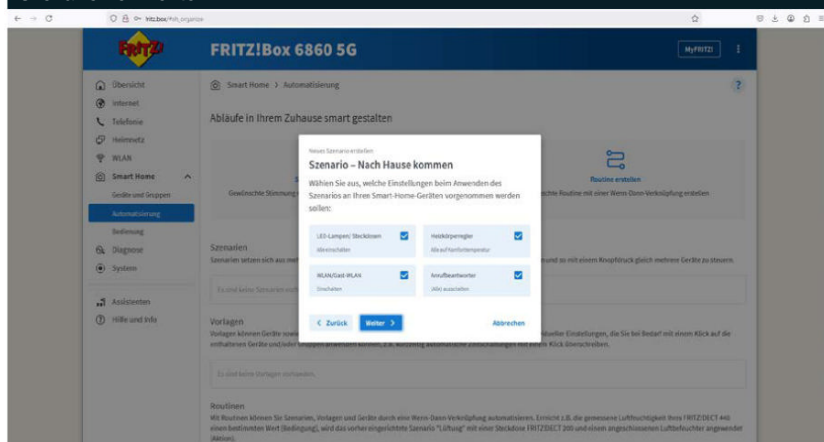 fritz.box/#sh_organize
FRITZ!
FRITZ!Box 6860 5G
MyFRITZ!
Übersicht
Internet
Telefonie
Heimnetz
WLAN
Smart Home
Geräte und Gruppen
Automatisierung
Bedienung
Diagnose
System
Assistenten
Hilfe und Info
Smart Home > Automatisierung
?
Abläufe in Ihrem Zuhause smart gestalten
Gewünschte Stimmung
Routine erstellen
Routine mit einer Wenn-Dann-Verknüpfung erstellen.
Neues Szenario erstellen
Szenario – Nach Hause kommen
Wählen Sie aus, welche Einstellungen beim Anwenden des
Szenarios an Ihren Smart-Home-Geräten vorgenommen werden
sollen:
LED-Lampen/ Steckdosen
Alle einschalten
Heizkörperregler
Alle auf Komforttemperatur
WLAN/Gast-WLAN
Einschalten
Anrufbeantworter
(Alle) ausschalten
< Zurück
Weiter >
Abbrechen
Szenarien
Szenarien setzen sich aus
und so mit einem Knopfdruck gleich mehrere Geräte zu steuern.
Es sind keine Szenarien
Vorlagen
Vorlagen können Geräte
Einstellungen, die Sie bei Bedarf mit einem Klick auf die
enthaltenen Geräte und/oder Gruppen anwenden können, z.B. kurzzeitig automatische Zeitschaltungen mit einem Klick überschreiben.
Es sind keine Vorlagen vorhanden.
Routinen
Mit Routinen können Sie Szenarien, Vorlagen und Geräte durch eine Wenn-Dann-Verknüpfung automatisieren. Erreicht z.B. die gemessene Luftfeuchtigkeit Ihres FRITZ!DECT 440
einen bestimmten Wert (Bedingung), wird das vorher eingerichtete Szenario "Lüftung" mit einer Steckdose FRITZ!DECT 200 und einem angeschlossenen Luftbefeuchter angewendet
(Aktion).